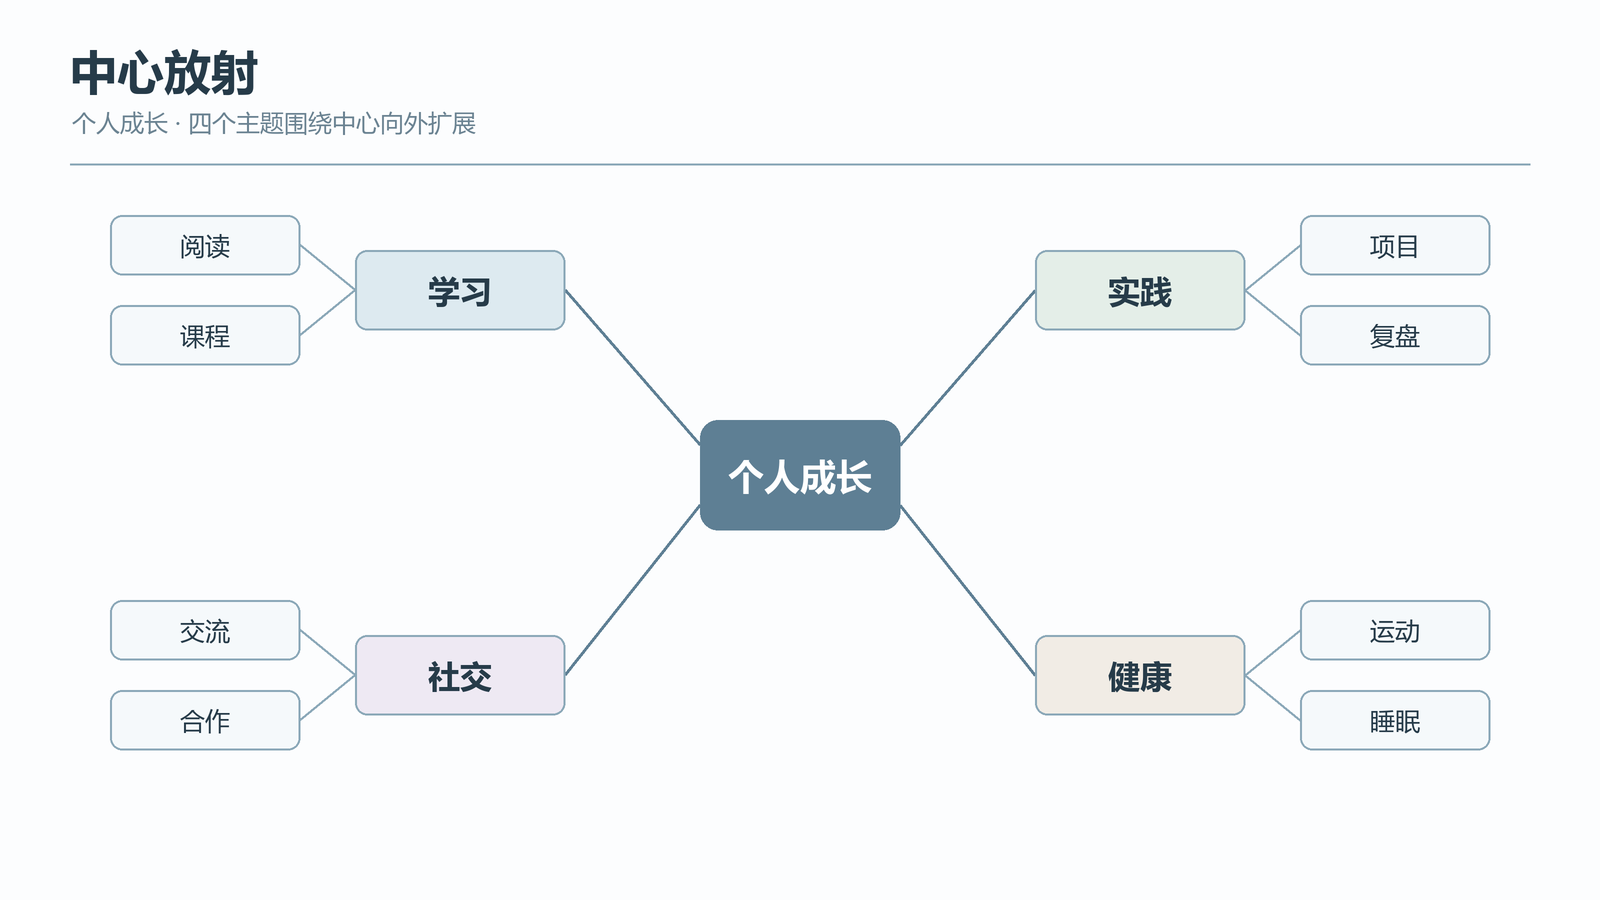 中心放射
个人成长 · 四个主题围绕中心向外扩展
阅读
课程
学习
实践
项目
复盘
个人成长
交流
合作
社交
健康
运动
睡眠